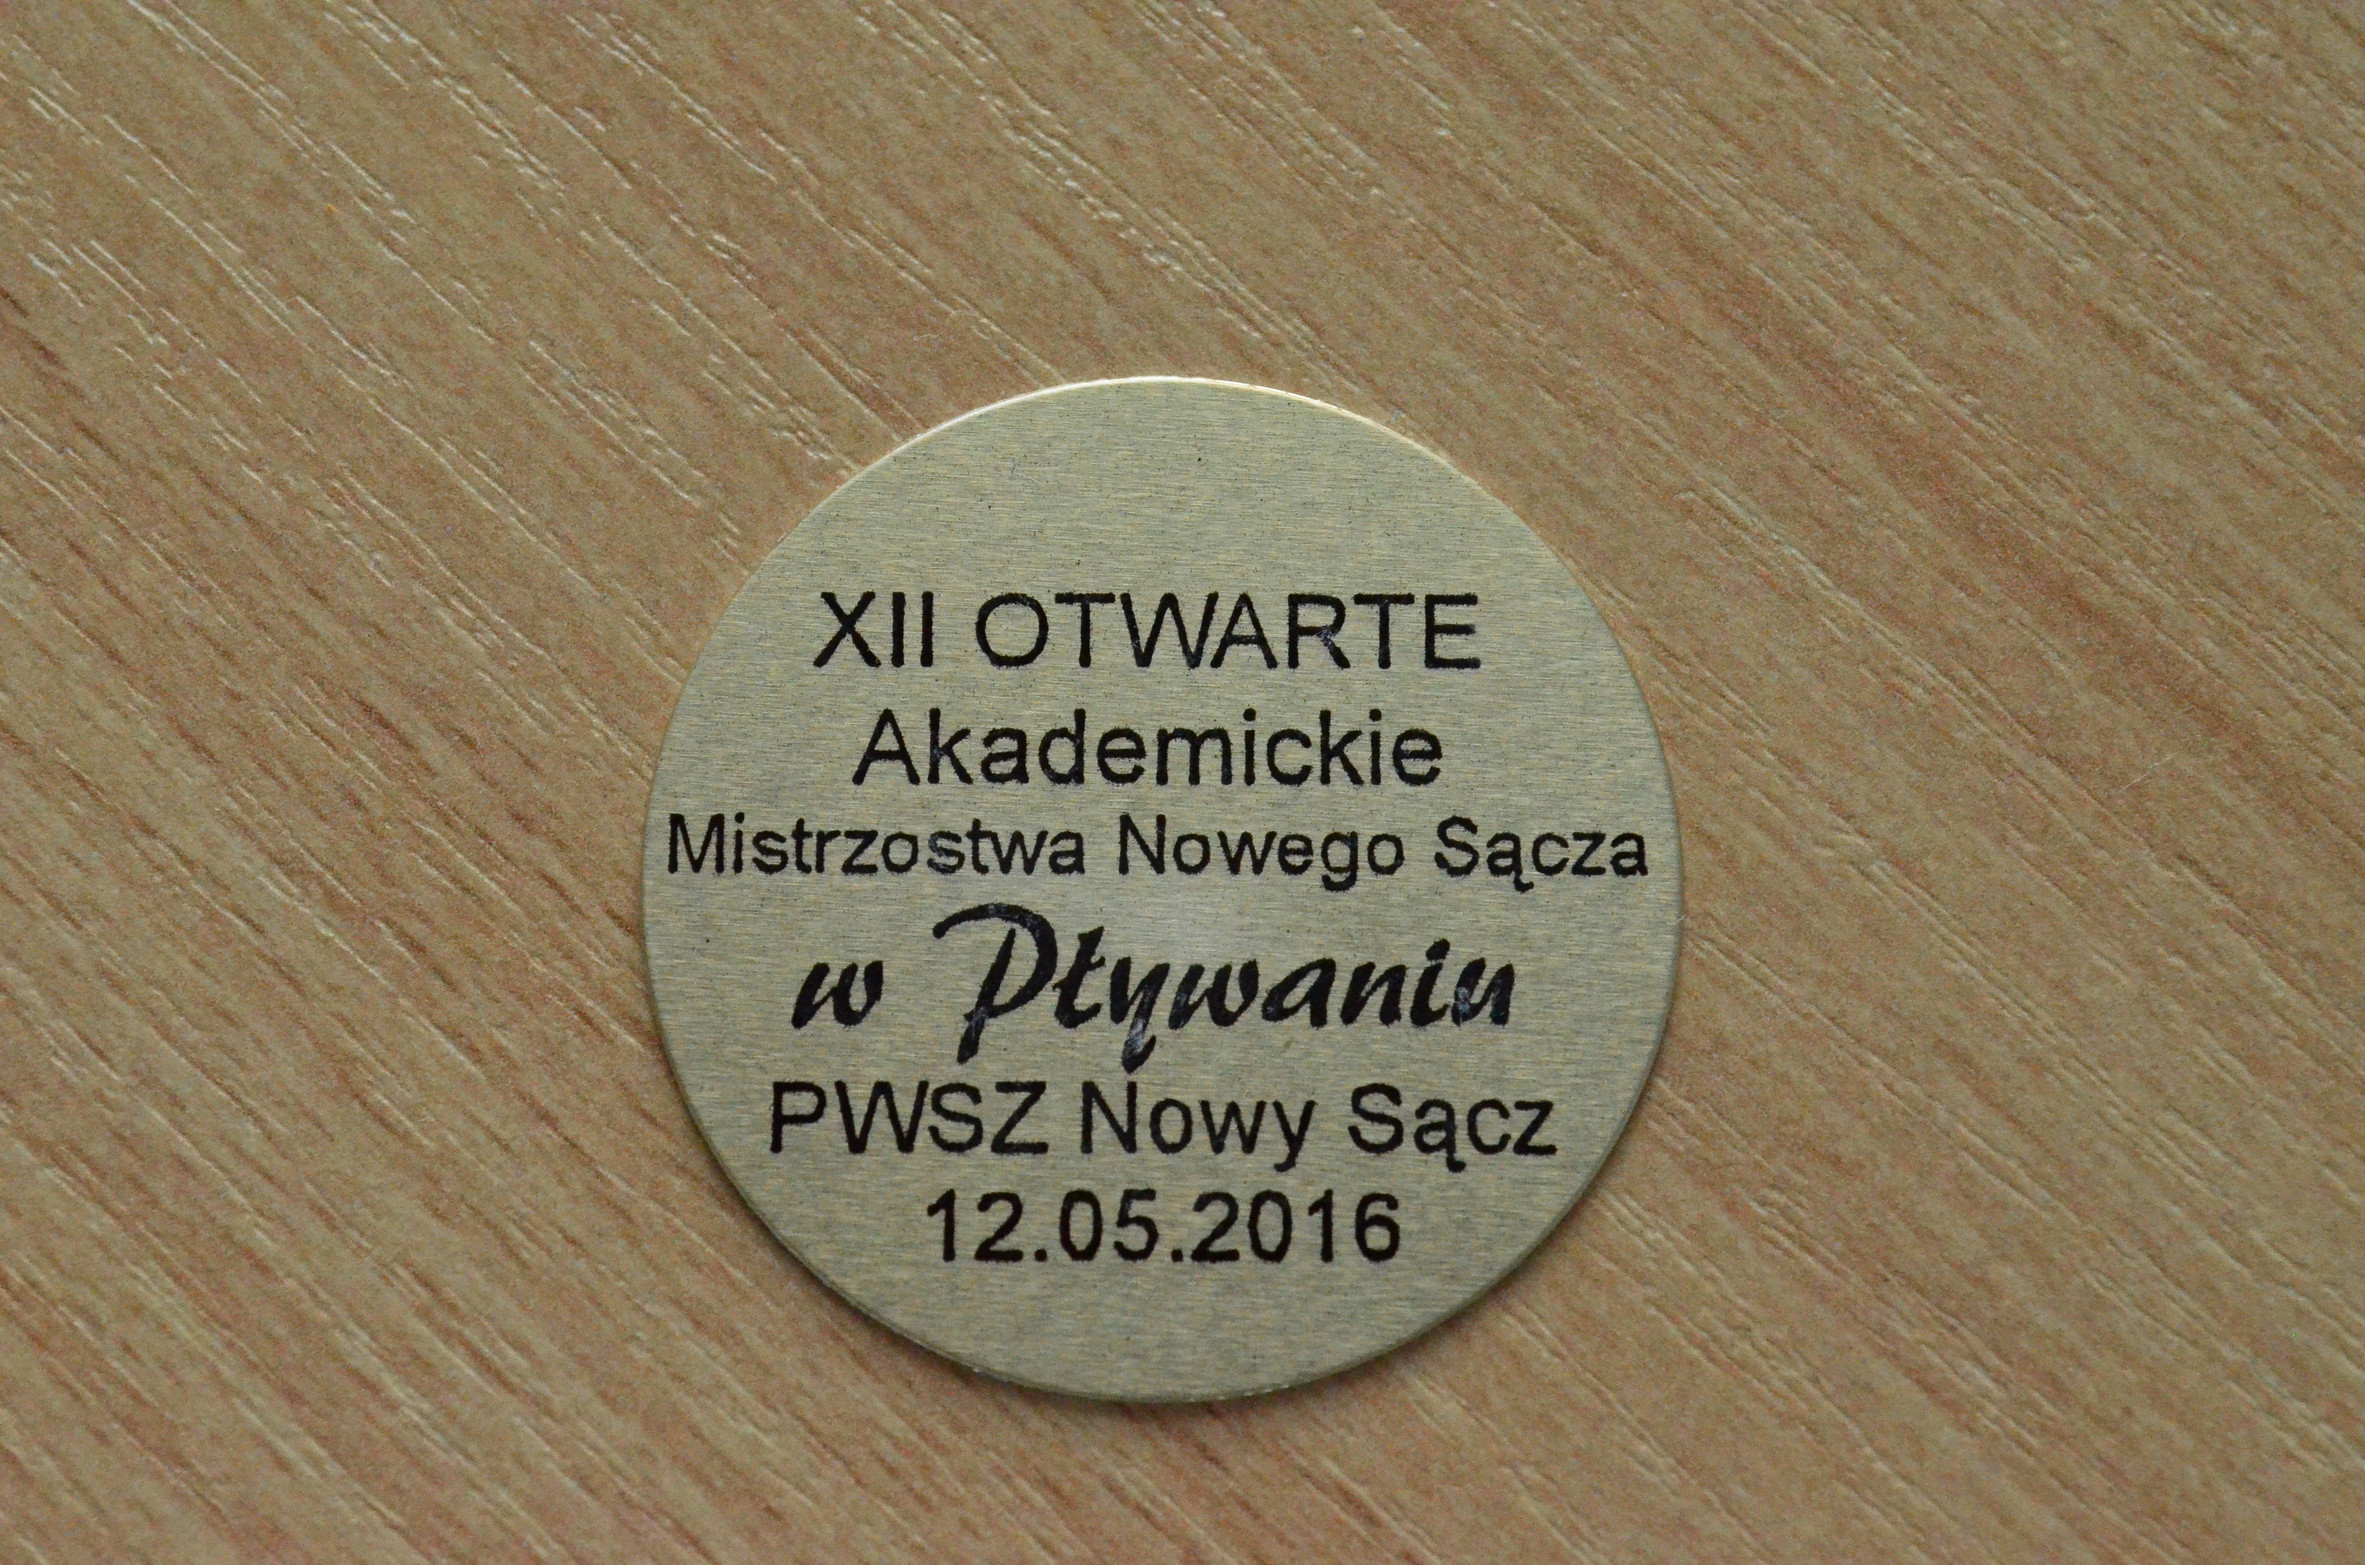 XII OTWARTE
Akademickie
Mistrzostwa Nowego Sącza
w Pływaniu
PWSZ Nowy Sącz
12.05.2016